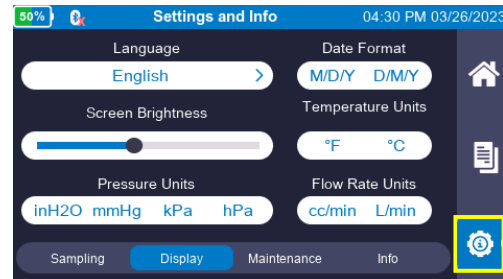 50% Settings and Info 04:30 PM 03/26/2023
Language Date Format
English > M/D/Y D/M/Y
Screen Brightness Temperature Units
°F °C
Pressure Units Flow Rate Units
inH2O mmHg kPa hPa cc/min L/min
Sampling Display Maintenance Info